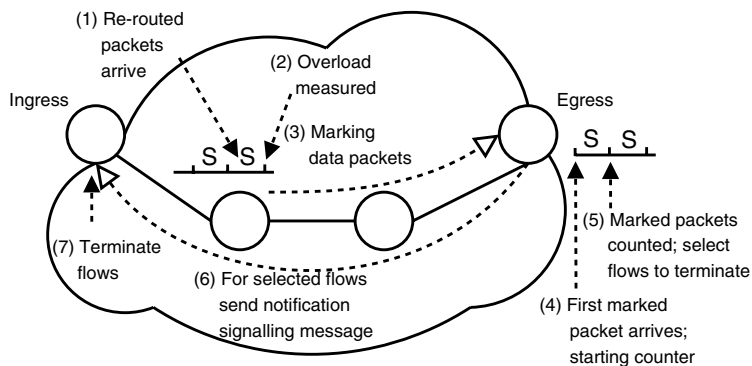 (1) Re-routed
packets
arrive
(2) Overload
measured
Ingress
Egress
(3) Marking
data packets
S S
S S
(5) Marked packets
counted; select
flows to terminate
(7) Terminate
flows
(6) For selected flows
send notification
signalling message
(4) First marked
packet arrives;
starting counter